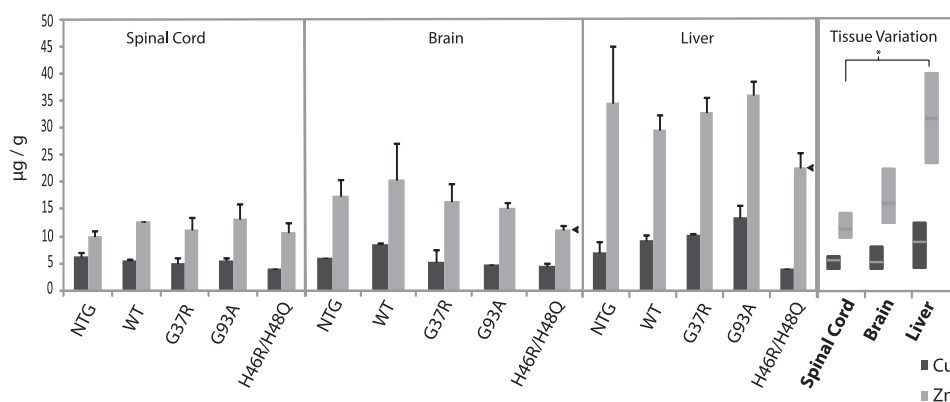 Spinal Cord
Brain
Liver
Tissue Variation
*
µg / g
50
45
40
35
30
25
20
15
10
5
0
NTG
WT
G37R
G93A
H46R/H48Q
NTG
WT
G37R
G93A
H46R/H48Q
NTG
WT
G37R
G93A
H46R/H48Q
Spinal Cord
Brain
Liver
Cu
Zn